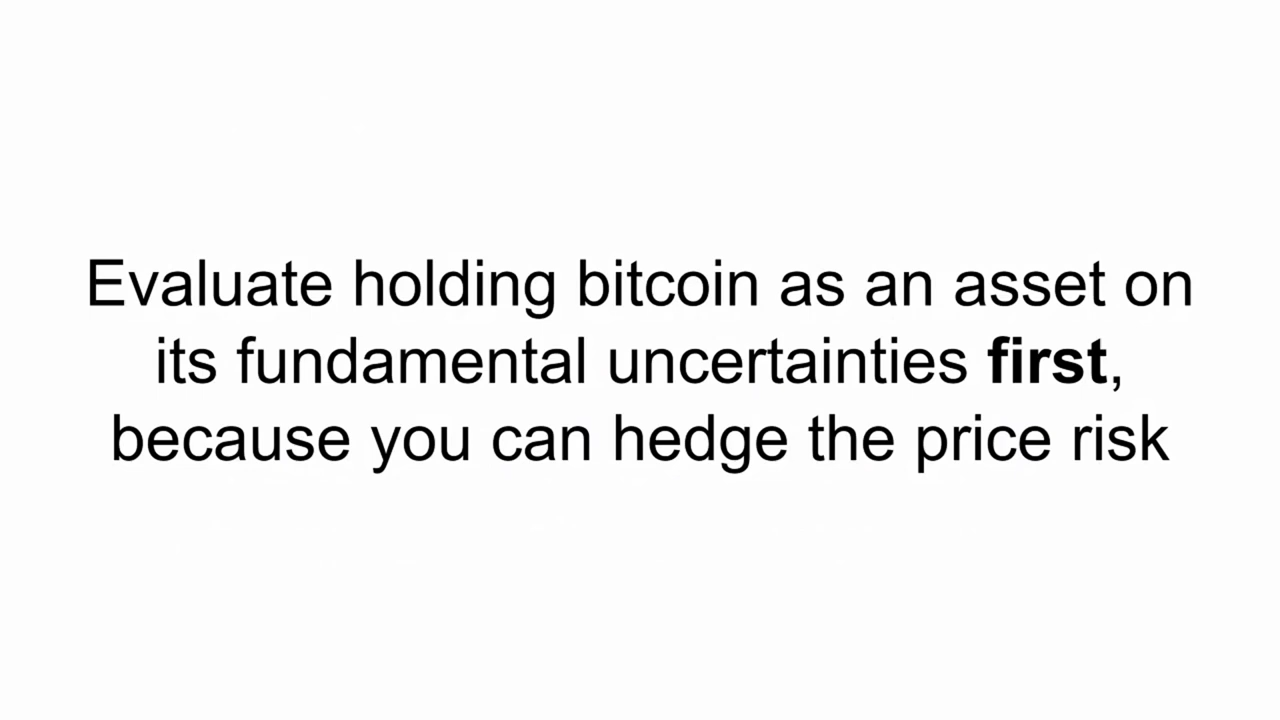 Evaluate holding bitcoin as an asset on
its fundamental uncertainties first,
because you can hedge the price risk